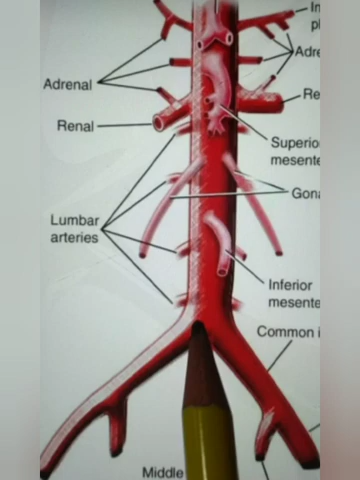 In
pl
Adre
Adrenal
Re
Renal
Superio
mesente
Gona
Lumbar
arteries
Inferior
mesente
Common i
Middle